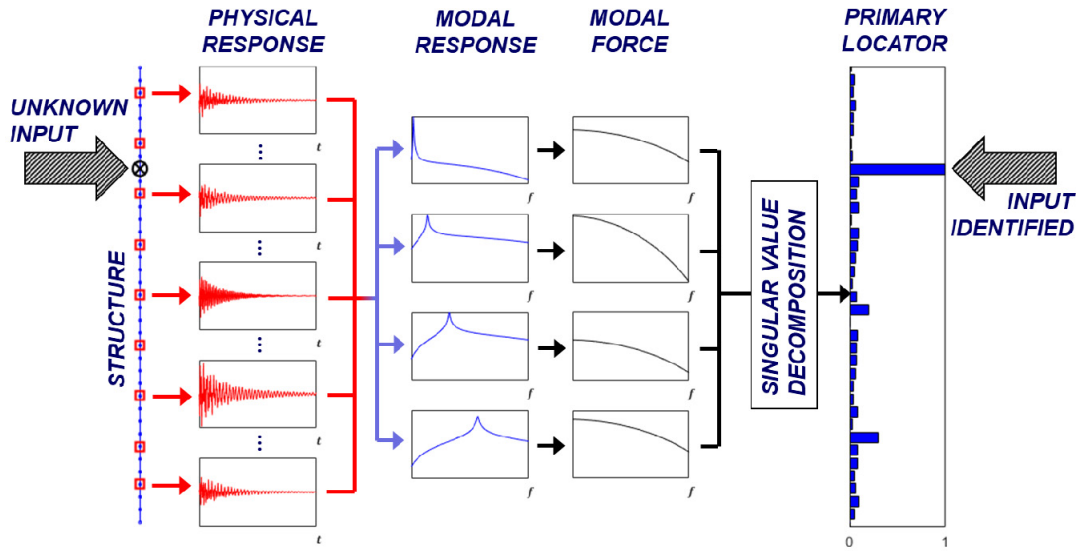 PHYSICAL
RESPONSE
MODAL
RESPONSE
MODAL
FORCE
PRIMARY
LOCATOR
UNKNOWN
INPUT
STRUCTURE
t
...
t
...
t
...
t
...
t
f
f
f
f
f
f
f
f
SINGULAR VALUE
DECOMPOSITION
INPUT
IDENTIFIED
0
1